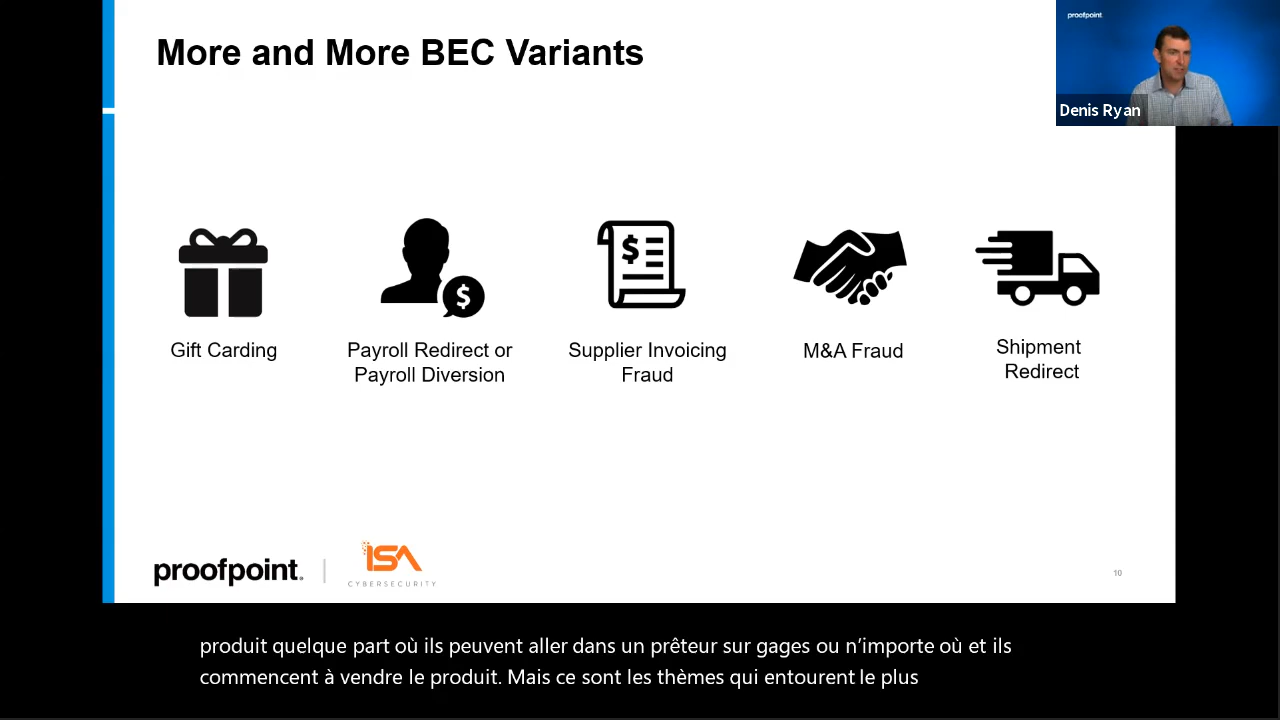 More and More BEC Variants
proofpoint
Denis Ryan
$
$
Gift Carding
Payroll Redirect or
Payroll Diversion
Supplier Invoicing
Fraud
M&A Fraud
Shipment
Redirect
proofpoint®
ISA
CYBERSECURITY
10
produit quelque part où ils peuvent aller dans un prêteur sur gages ou n'importe où et ils
commencent à vendre le produit. Mais ce sont les thèmes qui entourent le plus